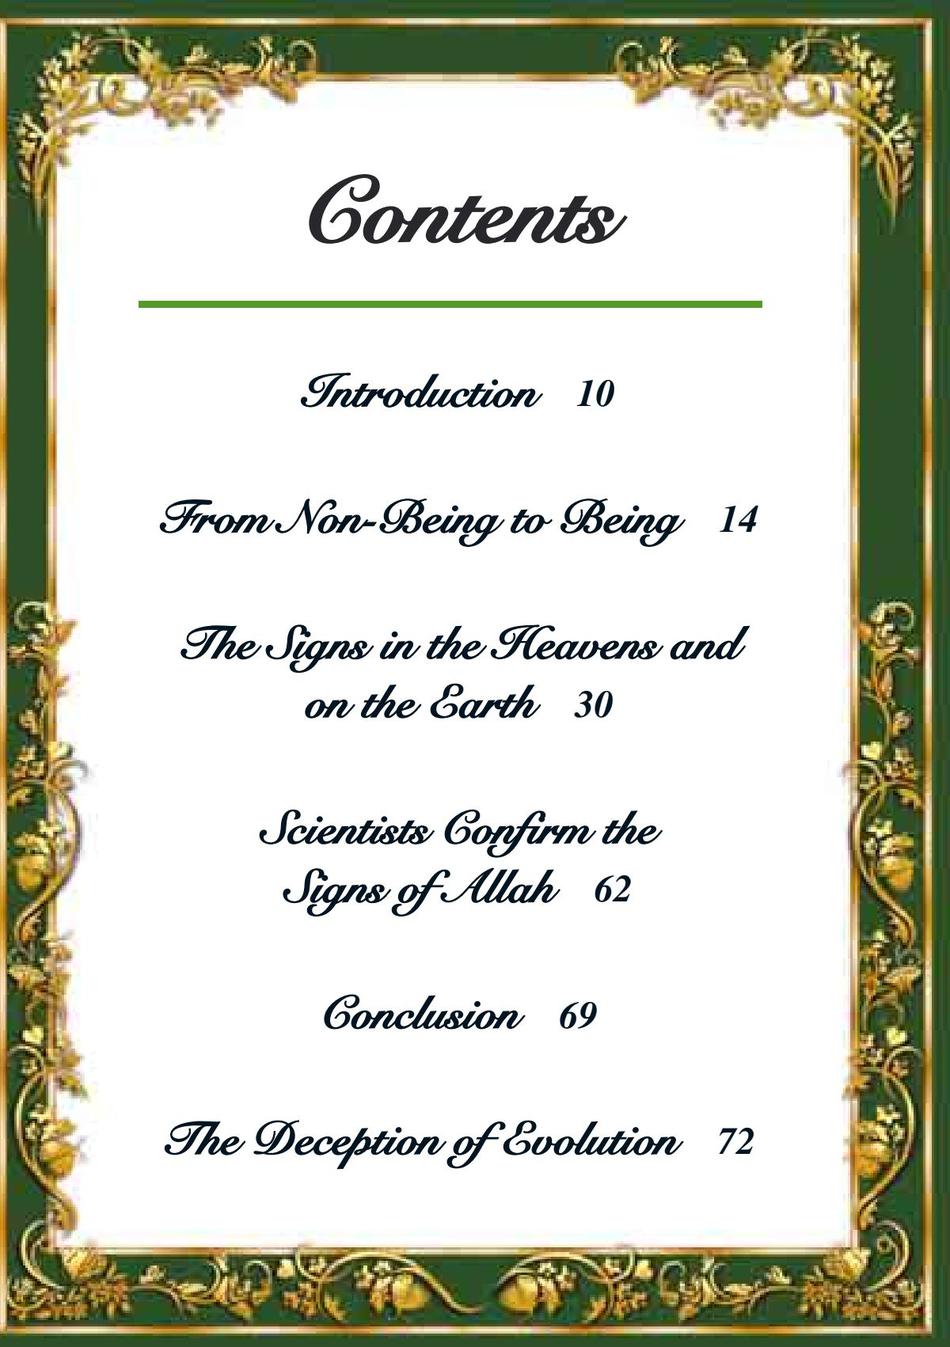 Contents
Introduction 10
From Non-Being to Being 14
The Signs in the Heavens and
on the Earth 30
Scientists Confirm the
Signs of Allah 62
Conclusion 69
The Deception of Evolution 72